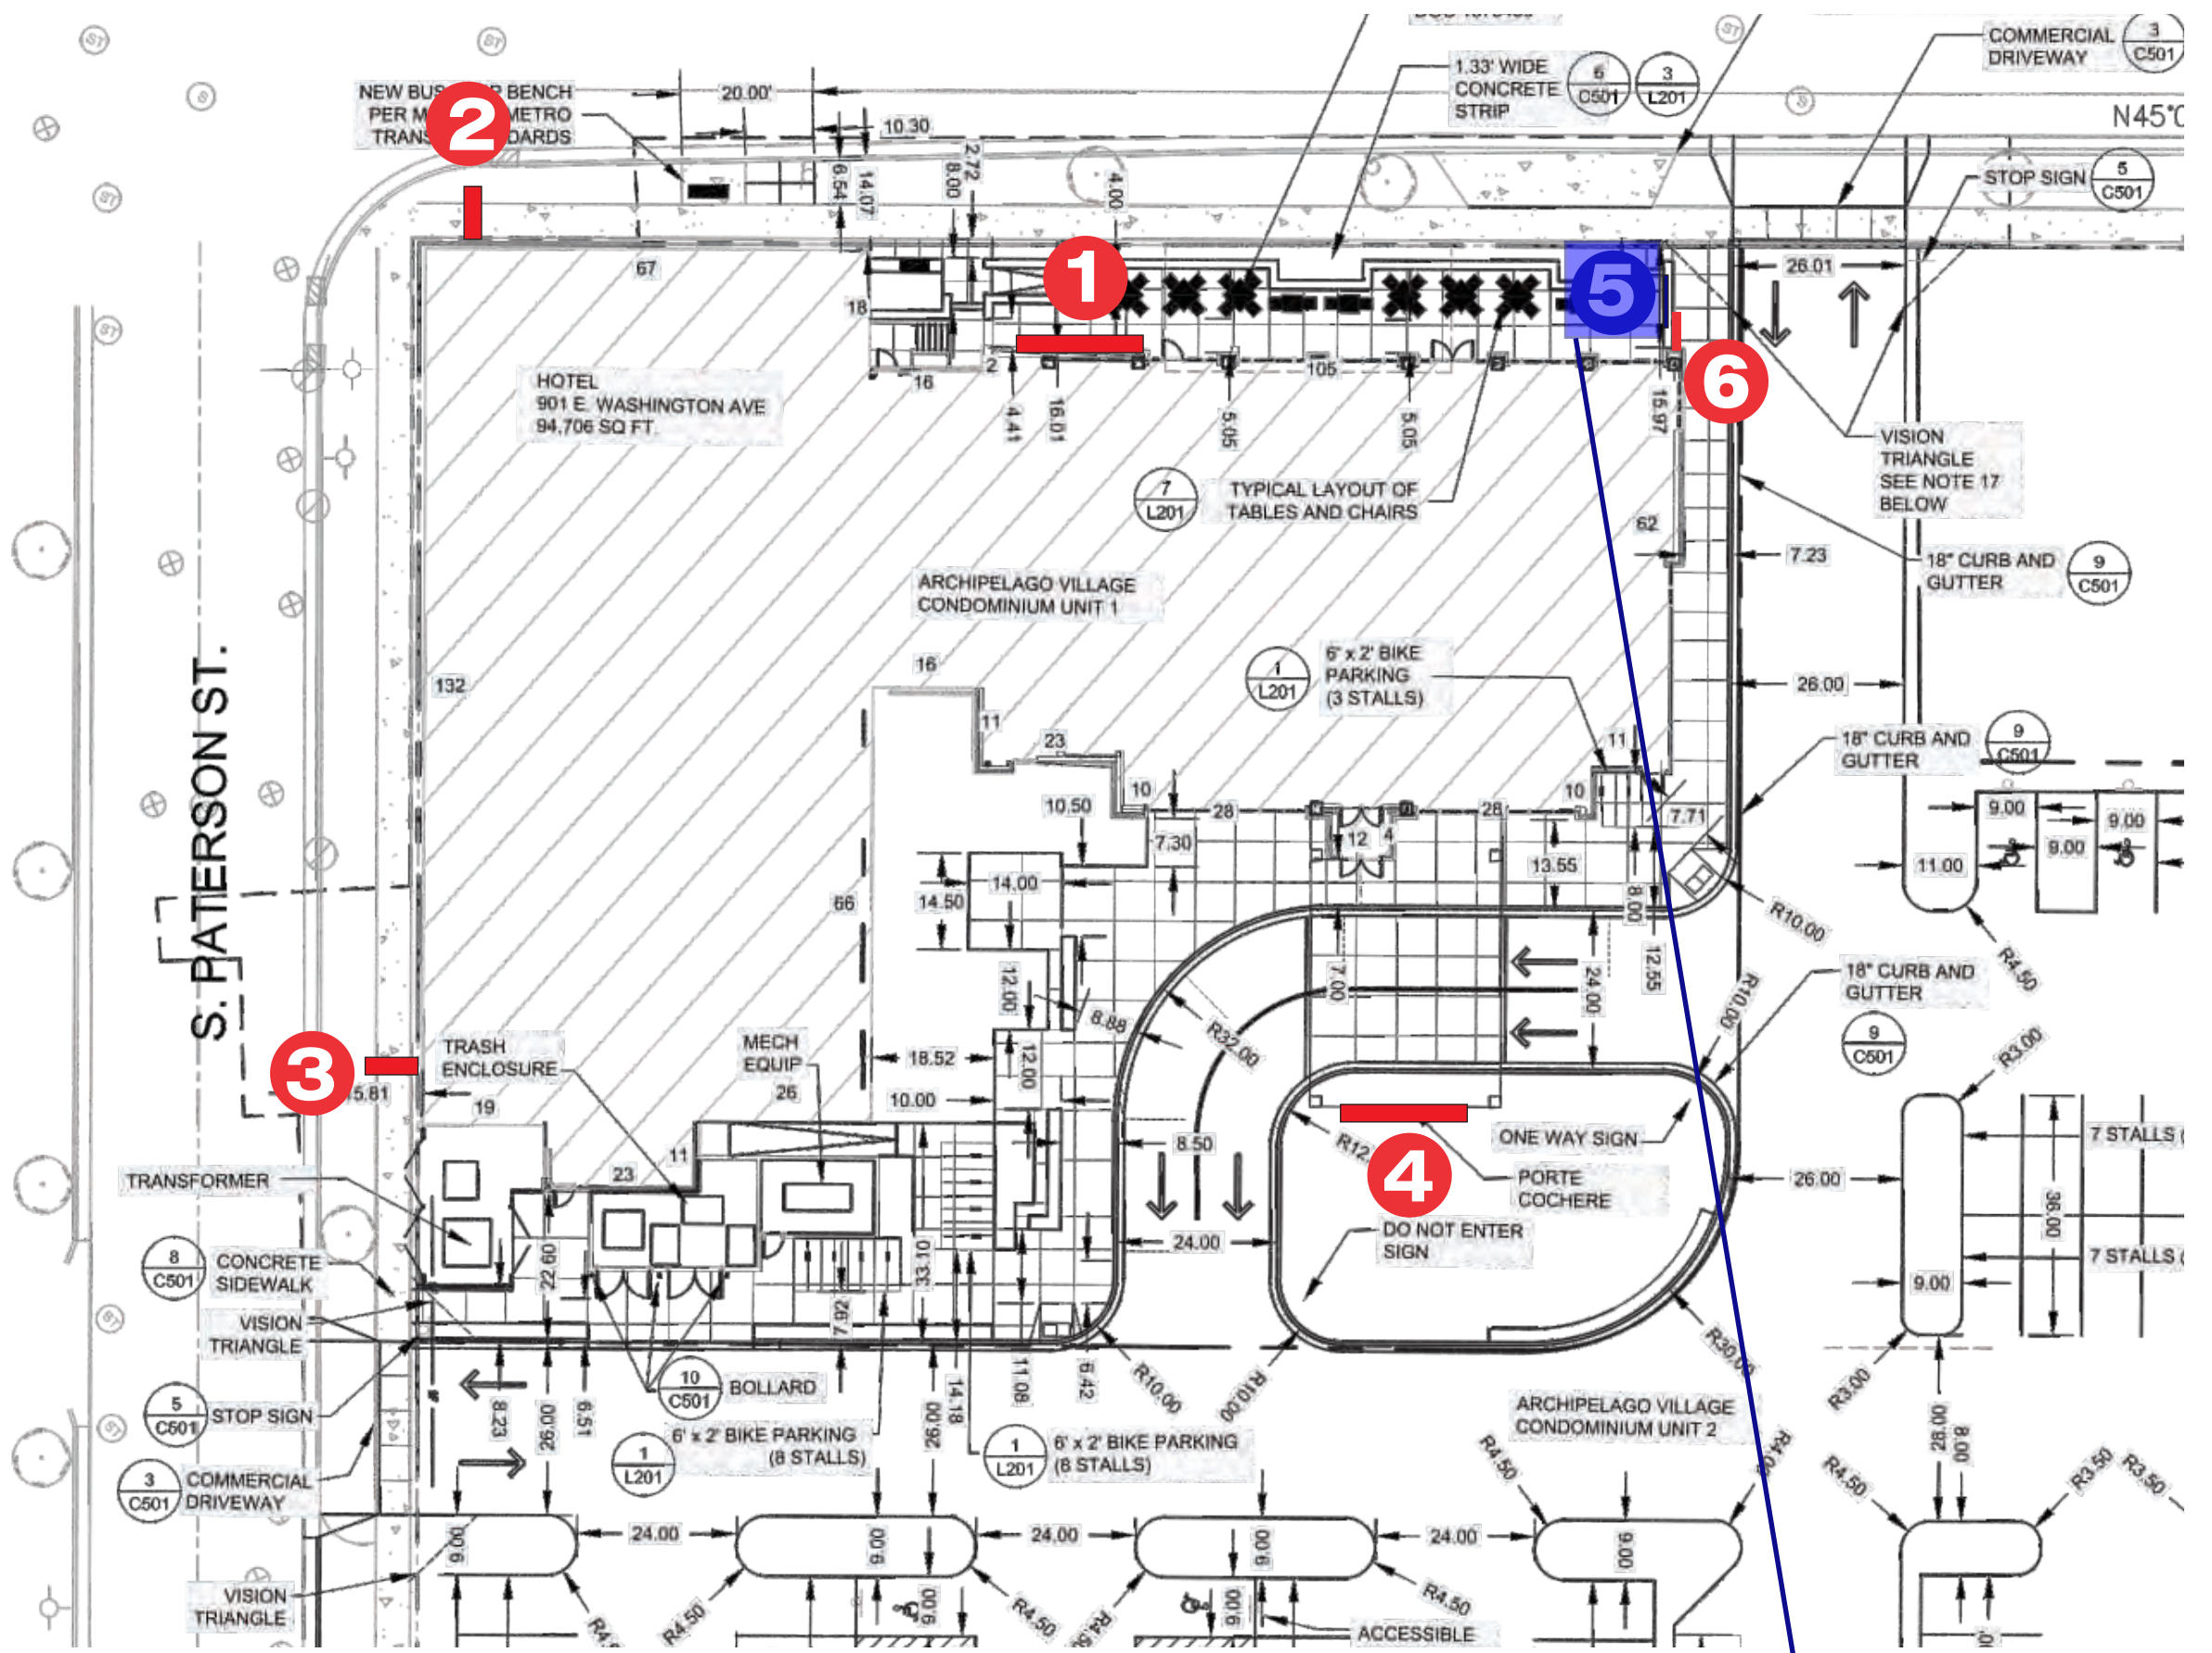 COMMERCIAL
DRIVEWAY
3
C501
1.33' WIDE
CONCRETE
STRIP
6
C501
3
L201
NEW BUS
BENCH
PER M
METRO
TRANS
DARDS
2
20.00'
10.30
N45°0
6.54
14.07
8.00
2.72
4.00
STOP SIGN
5
C501
67
18
1
5
26.01
6
HOTEL
901 E. WASHINGTON AVE
94,706 SQ FT.
16
2
4.41
16.01
5.05
105
5.05
15.97
VISION
TRIANGLE
SEE NOTE 17
BELOW
7
L201
TYPICAL LAYOUT OF
TABLES AND CHAIRS
62
7.23
18" CURB AND
GUTTER
9
C501
ARCHIPELAGO VILLAGE
CONDOMINIUM UNIT 1
S. PATERSON ST.
132
16
1
L201
6' x 2' BIKE
PARKING
(3 STALLS)
26.00
11
23
11
18" CURB AND
GUTTER
9
C501
10
10.50
28
28
10
7.71
9.00
9.00
9.00
7.30
12
4
13.55
8.00
11.00
14.00
14.50
66
R10.00
R4.50
12.00
8.88
R32.00
7.00
24.00
12.55
R10.00
18" CURB AND
GUTTER
9
C501
3
15.81
TRASH
ENCLOSURE
MECH
EQUIP
18.52
12.00
R3.00
19
26
10.00
11
23
8.50
R12.
4
ONE WAY SIGN
PORTE
COCHERE
7 STALLS
26.00
36.00
TRANSFORMER
DO NOT ENTER
SIGN
8
C501
CONCRETE
SIDEWALK
22.60
33.10
24.00
7 STALLS
9.00
VISION
TRIANGLE
7.92
R30.00
5
C501
STOP SIGN
8.23
26.00
6.51
10
C501
BOLLARD
26.00
14.18
11.08
6.42
R10.00
R10.00
ARCHIPELAGO VILLAGE
CONDOMINIUM UNIT 2
R3.00
28.00
8.00
1
L201
6' x 2' BIKE PARKING
(8 STALLS)
1
L201
6' x 2' BIKE PARKING
(8 STALLS)
3
C501
COMMERCIAL
DRIVEWAY
R4.50
R4.50
R3.50
R3.50
9.00
24.00
9.00
24.00
9.00
24.00
9.00
VISION
TRIANGLE
R4.50
9.00
R4.50
R4.50
9.00
R4.50
ACCESSIBLE